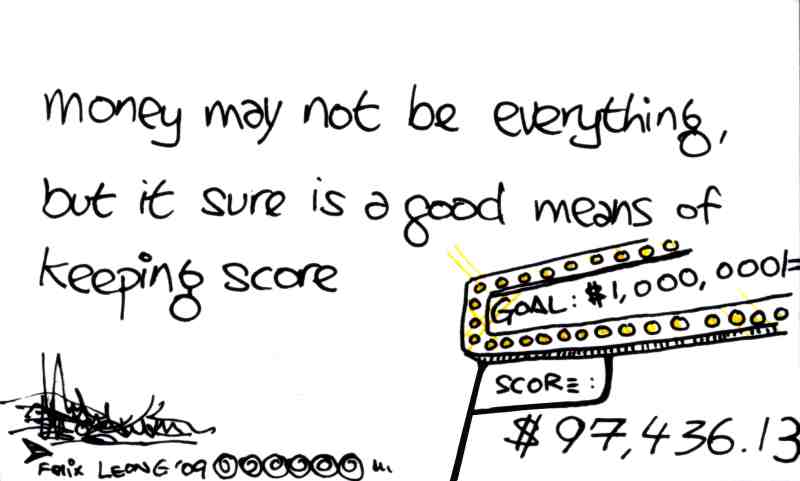 money may not be everything,
but it sure is a good means of
keeping score
GOAL: $1,000,000/=
SCORE:
$97,436.13
FELIX LEONG '09